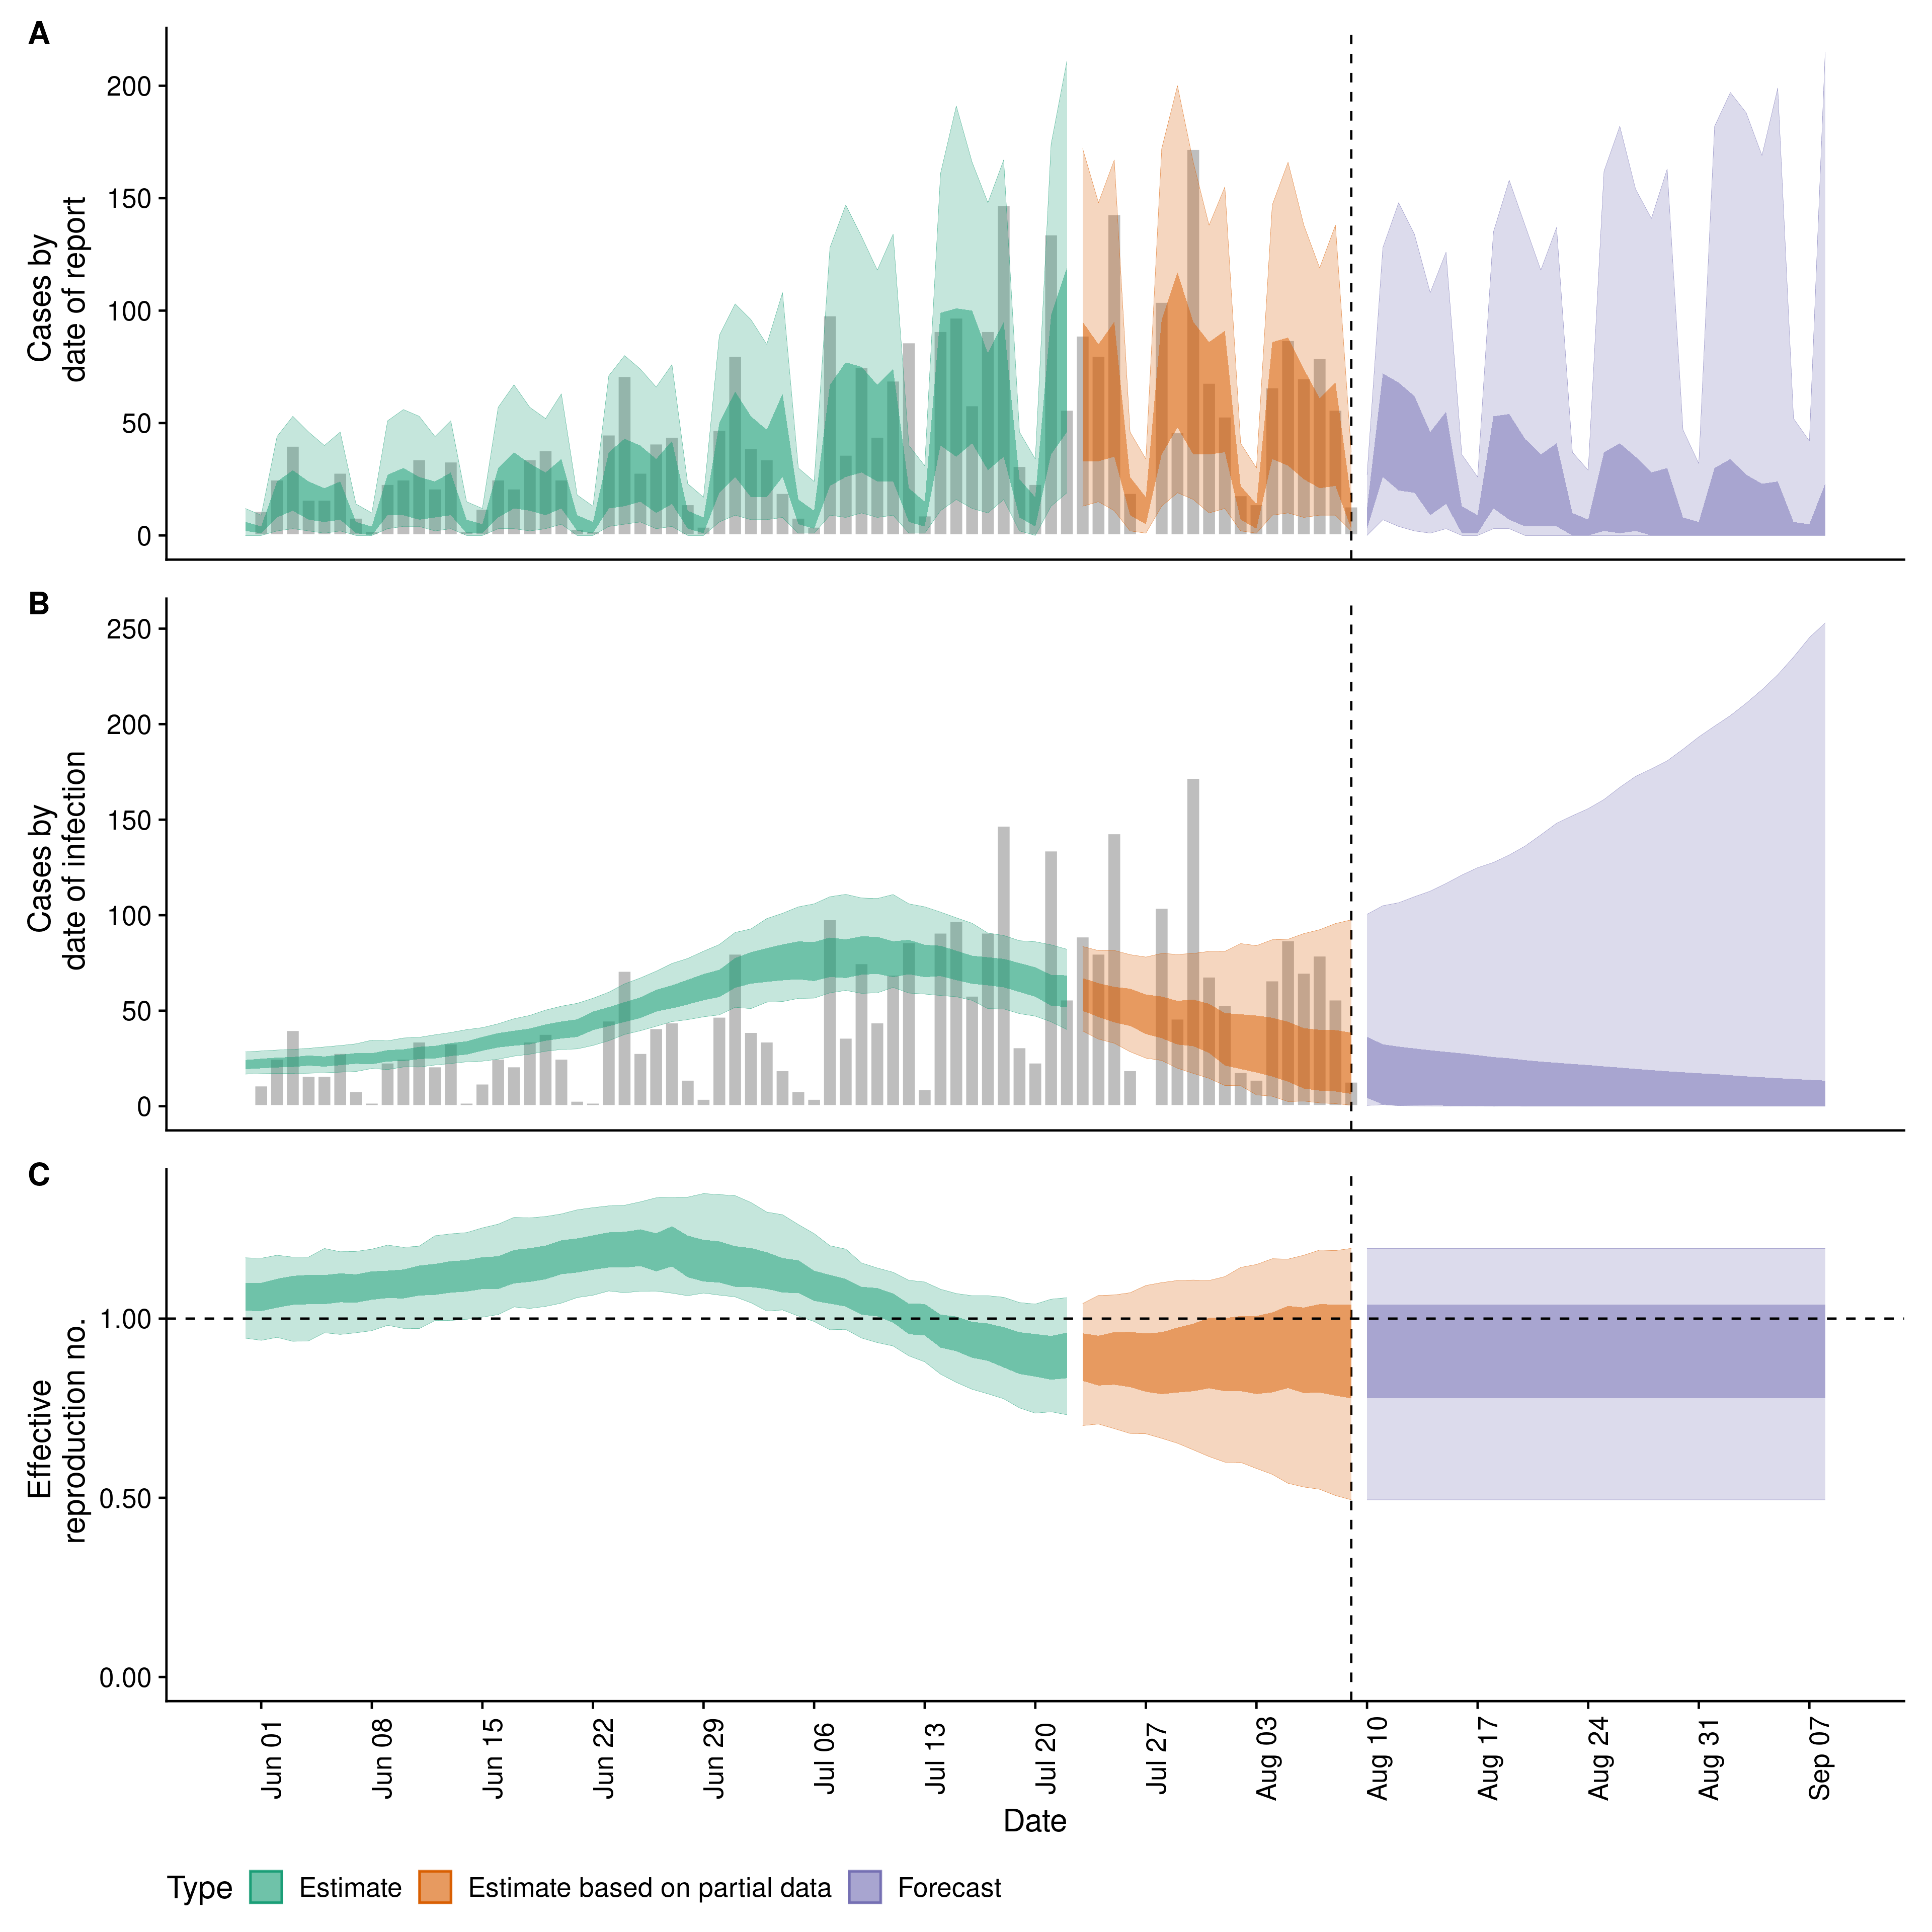 A
200
150
100
50
0
Cases by
date of report
B
250
200
150
100
50
0
Cases by
date of infection
C
1.00
0.50
0.00
Effective
reproduction no.
Jun 01
Jun 08
Jun 15
Jun 22
Jun 29
Jul 06
Jul 13
Jul 20
Jul 27
Aug 03
Aug 10
Aug 17
Aug 24
Aug 31
Sep 07
Date
Type Estimate Estimate based on partial data Forecast